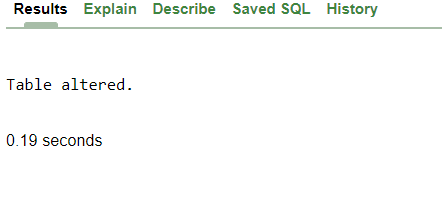 Results Explain Describe Saved SQL History
Table altered.
0.19 seconds